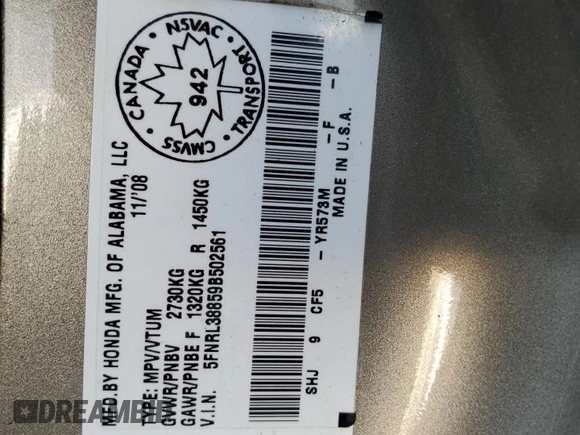 MFD.BY HONDA MFG. OF ALABAMA, LLC
11/'08
TYPE: MPV/VTUM
GVWR/PNBV 2730KG
GAWR/PNBE F 1320KG R 1450KG
V.I.N. 5FNRL38859B502561
CANADA NSVAC TRANSPORT CMVSS
942
SHJ 9 CF5 - YR573M - F - B
MADE IN U.S.A.
DREAMBID